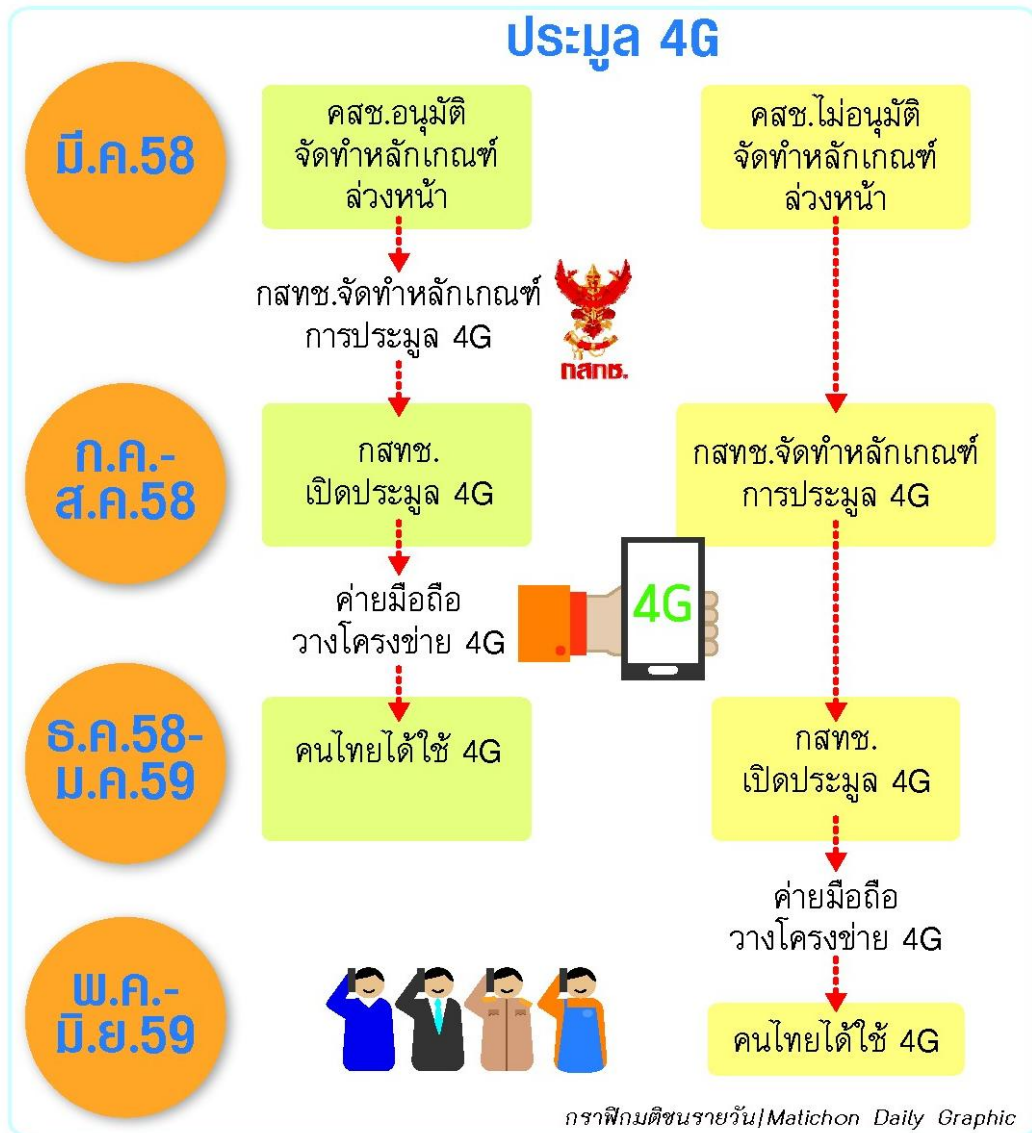 ประมูล 4G
มี.ค.58
คสช.อนุมัติ
จัดทำหลักเกณฑ์
ล่วงหน้า
คสช.ไม่อนุมัติ
จัดทำหลักเกณฑ์
ล่วงหน้า
กสทช.จัดทำหลักเกณฑ์
การประมูล 4G
กสทช.
ก.ค.-
ส.ค.58
กสทช.
เปิดประมูล 4G
กสทช.จัดทำหลักเกณฑ์
การประมูล 4G
ค่ายมือถือ
วางโครงข่าย 4G
4G
ธ.ค.58-
ม.ค.59
คนไทยได้ใช้ 4G
กสทช.
เปิดประมูล 4G
ค่ายมือถือ
วางโครงข่าย 4G
พ.ค.-
มิ.ย.59
คนไทยได้ใช้ 4G
กราฟิกมติชนรายวัน|Matichon Daily Graphic